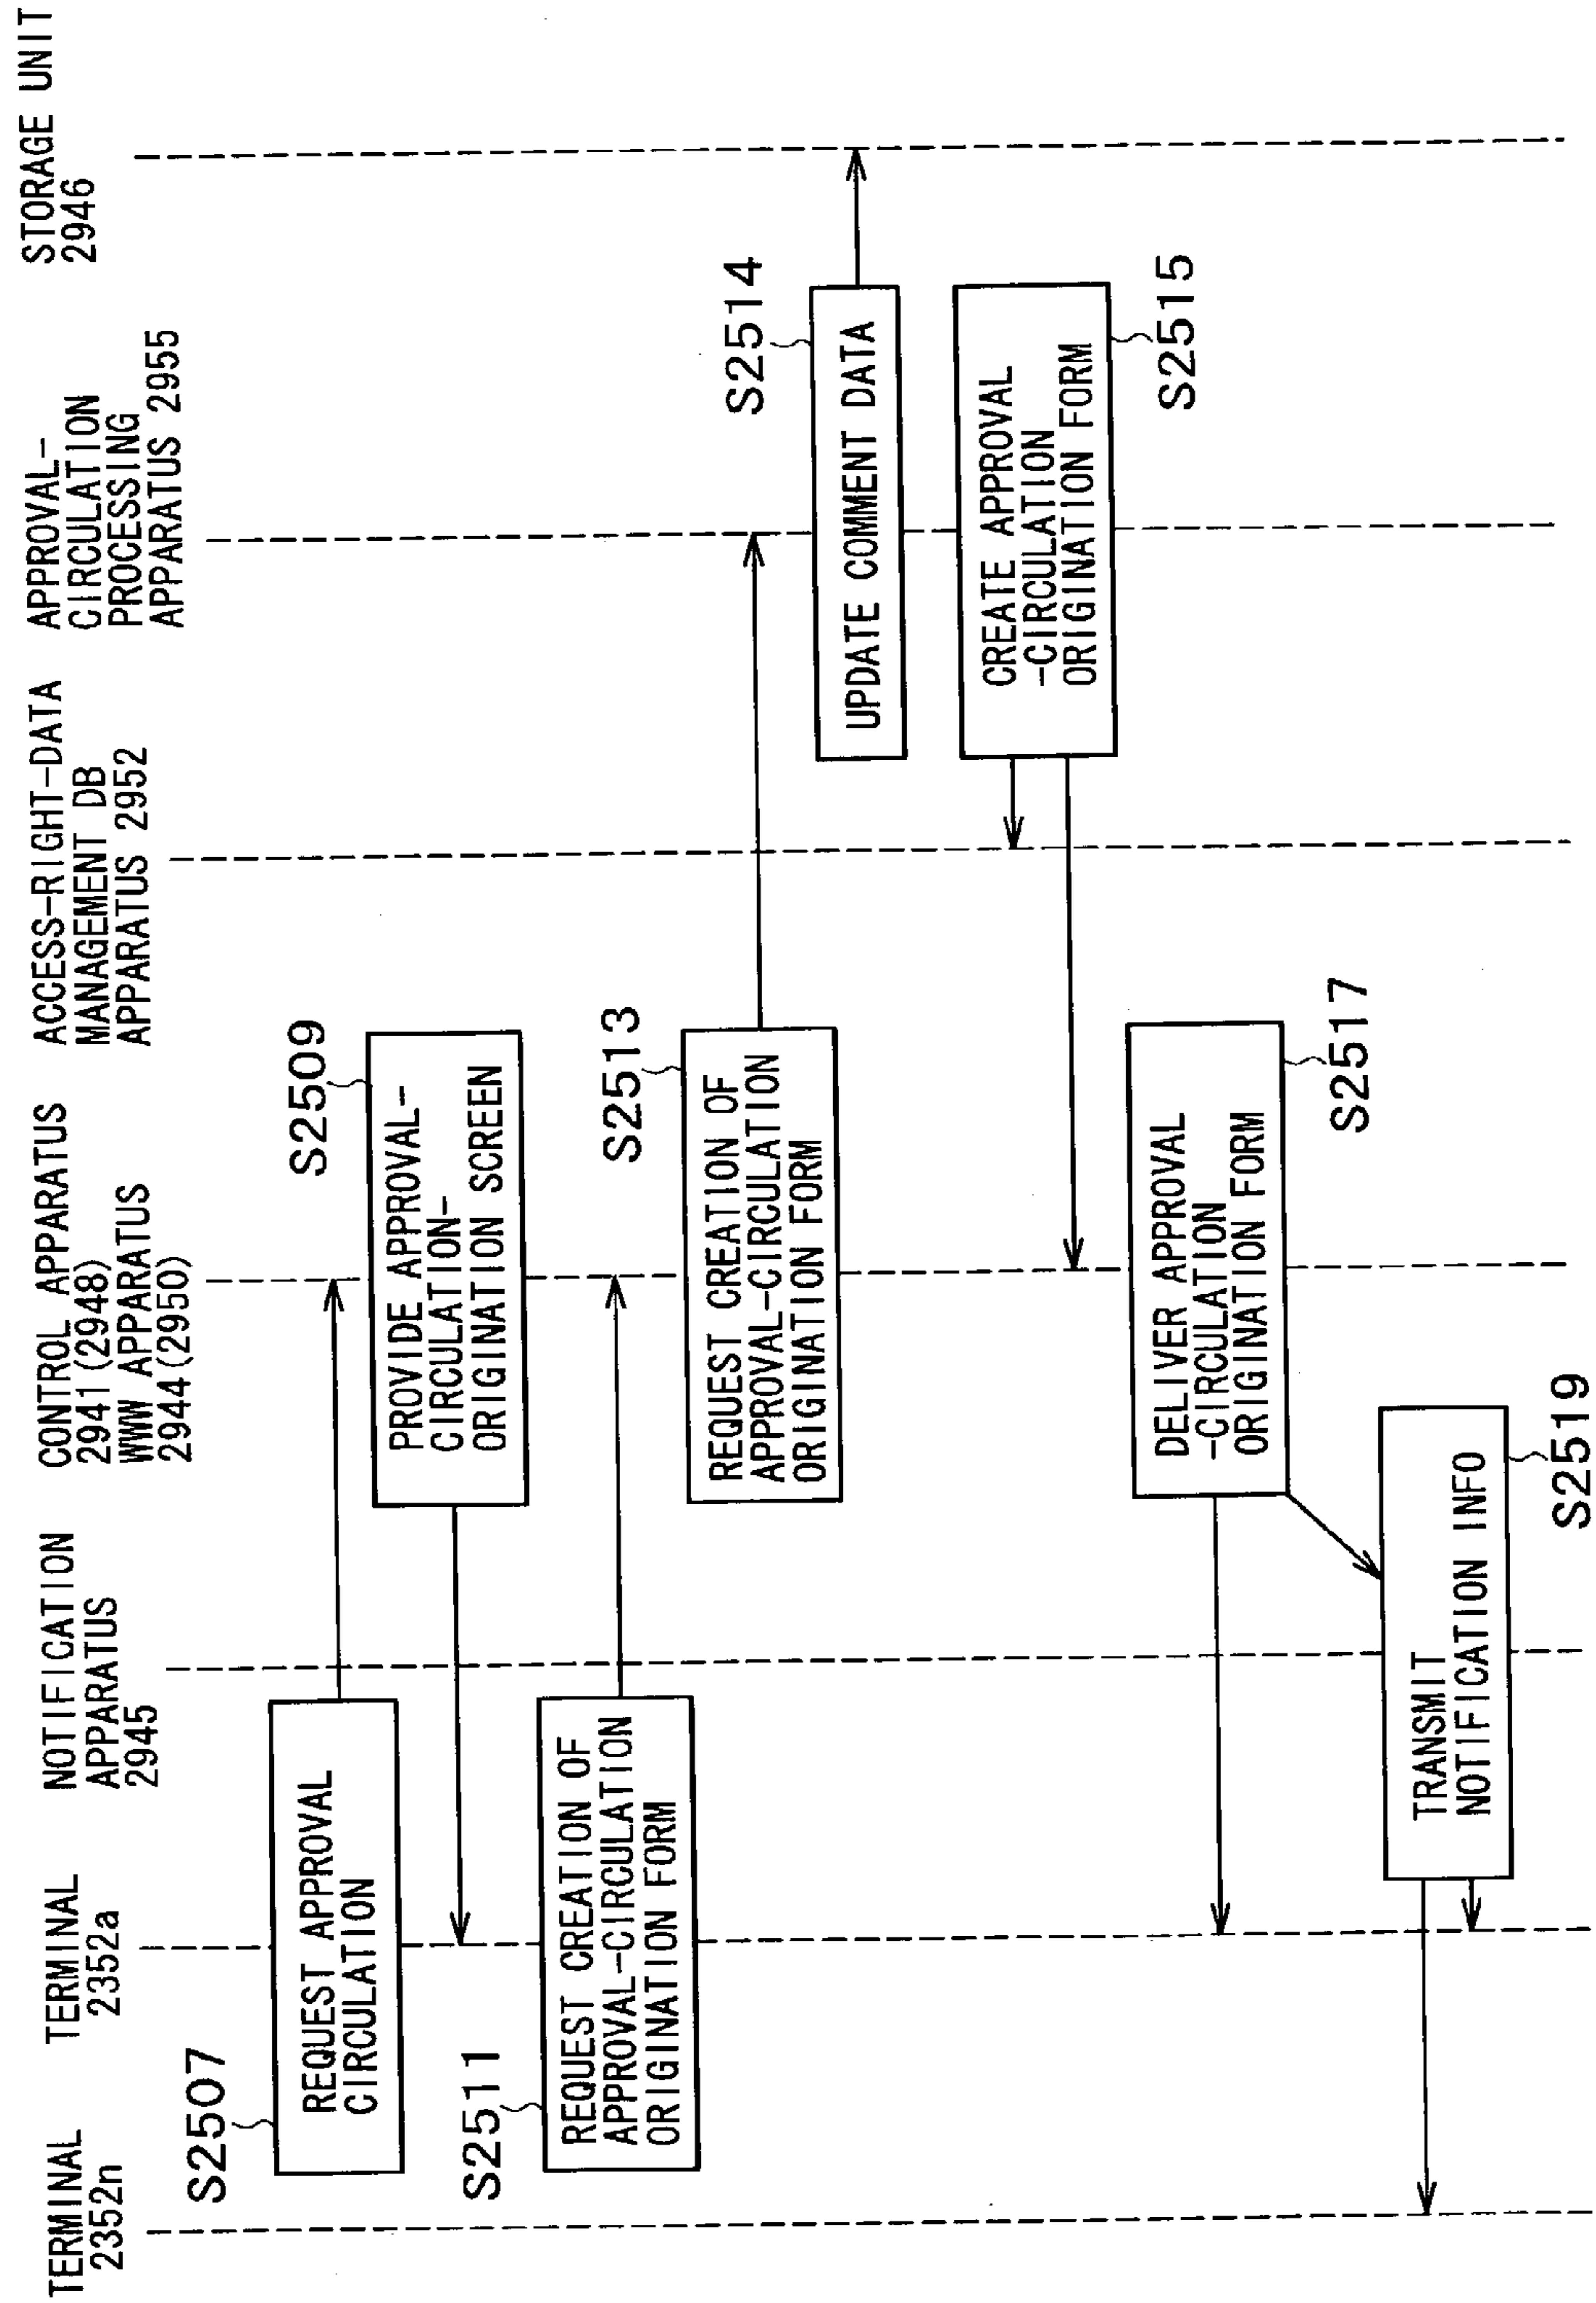 TERMINAL
2352n
TERMINAL
2352a
NOTIFICATION
APPARATUS
2945
CONTROL APPARATUS
2941(2948)
WWW APPARATUS
2944(2950)
ACCESS-RIGHT-DATA
MANAGEMENT DB
APPARATUS 2952
APPROVAL-
CIRCULATION
PROCESSING
APPARATUS 2955
STORAGE UNIT
2946
S2507
REQUEST APPROVAL
CIRCULATION
S2509
PROVIDE APPROVAL-
CIRCULATION-
ORIGINATION SCREEN
S2511
REQUEST CREATION OF
APPROVAL-CIRCULATION
ORIGINATION FORM
S2513
REQUEST CREATION OF
APPROVAL-CIRCULATION
ORIGINATION FORM
S2514
UPDATE COMMENT DATA
CREATE APPROVAL
-CIRCULATION
ORIGINATION FORM
S2515
DELIVER APPROVAL
-CIRCULATION
ORIGINATION FORM
S2517
TRANSMIT
NOTIFICATION INFO
S2519